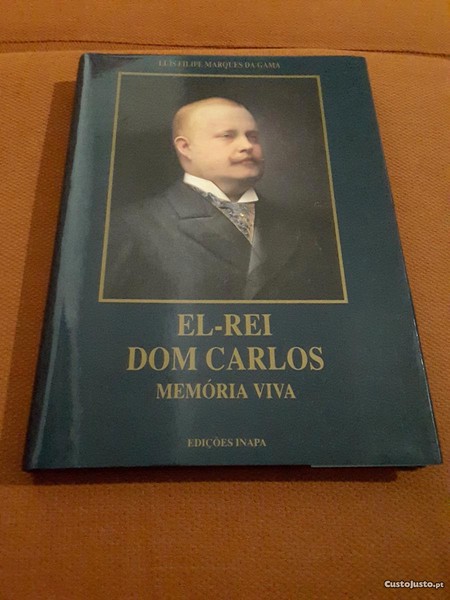 LUÍS FILIPE MARQUES DA GAMA
EL-REI
DOM CARLOS
MEMÓRIA VIVA
EDIÇÕES INAPA
CustoJusto.pt